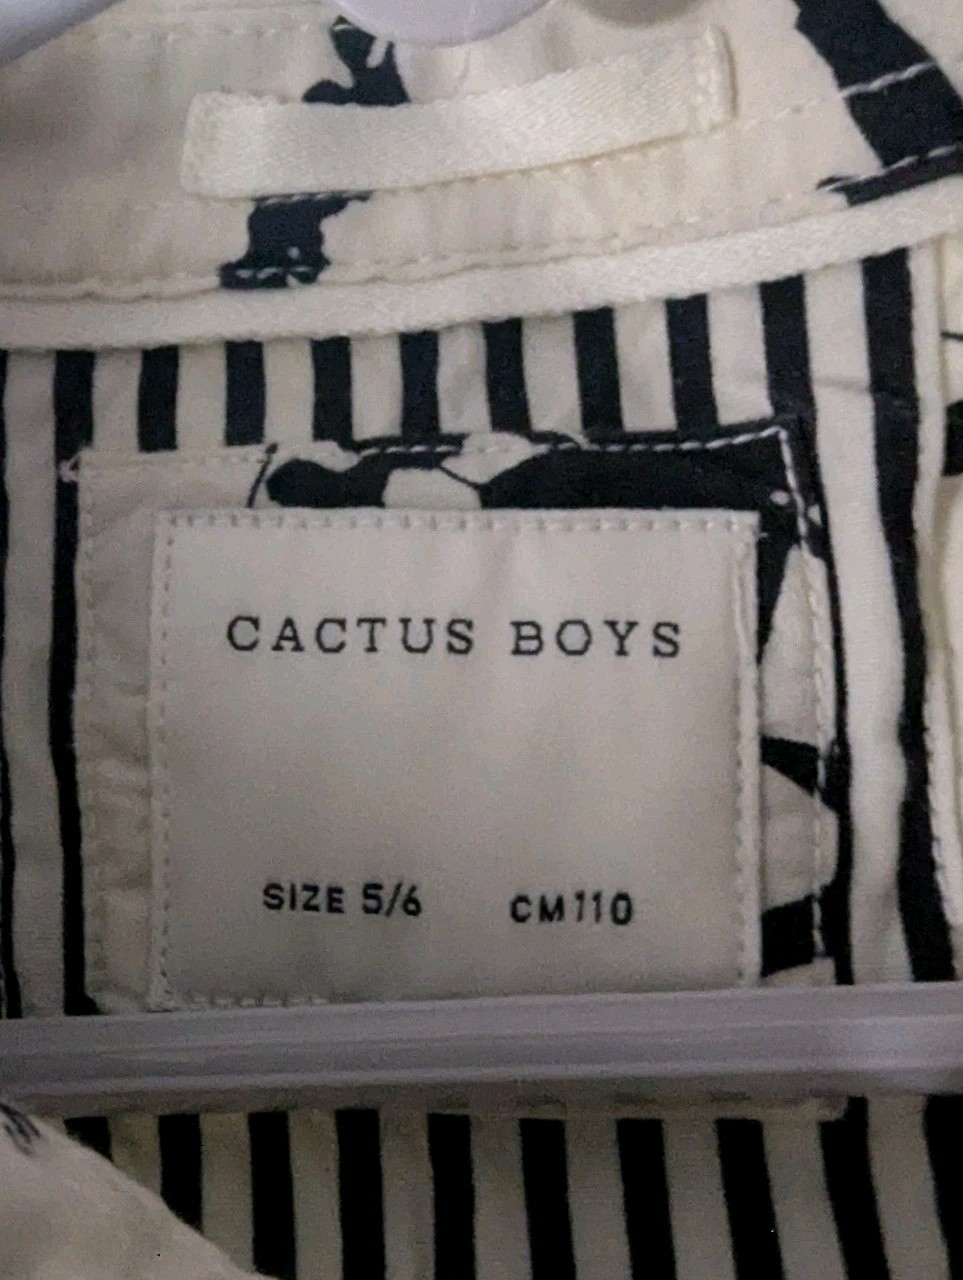 CACTUS BOYS
SIZE 5/6 CM110